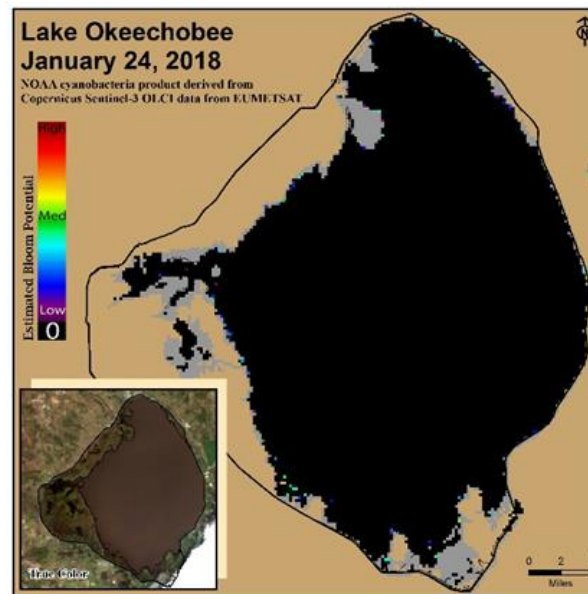 Lake Okeechobee
January 24, 2018
NOAA cyanobacteria product derived from
Copernicus Sentinel-3 OLCI data from EUMETSAT
N
High
Med
Low
0
Estimated Bloom Potential
True Color
0 2
Miles